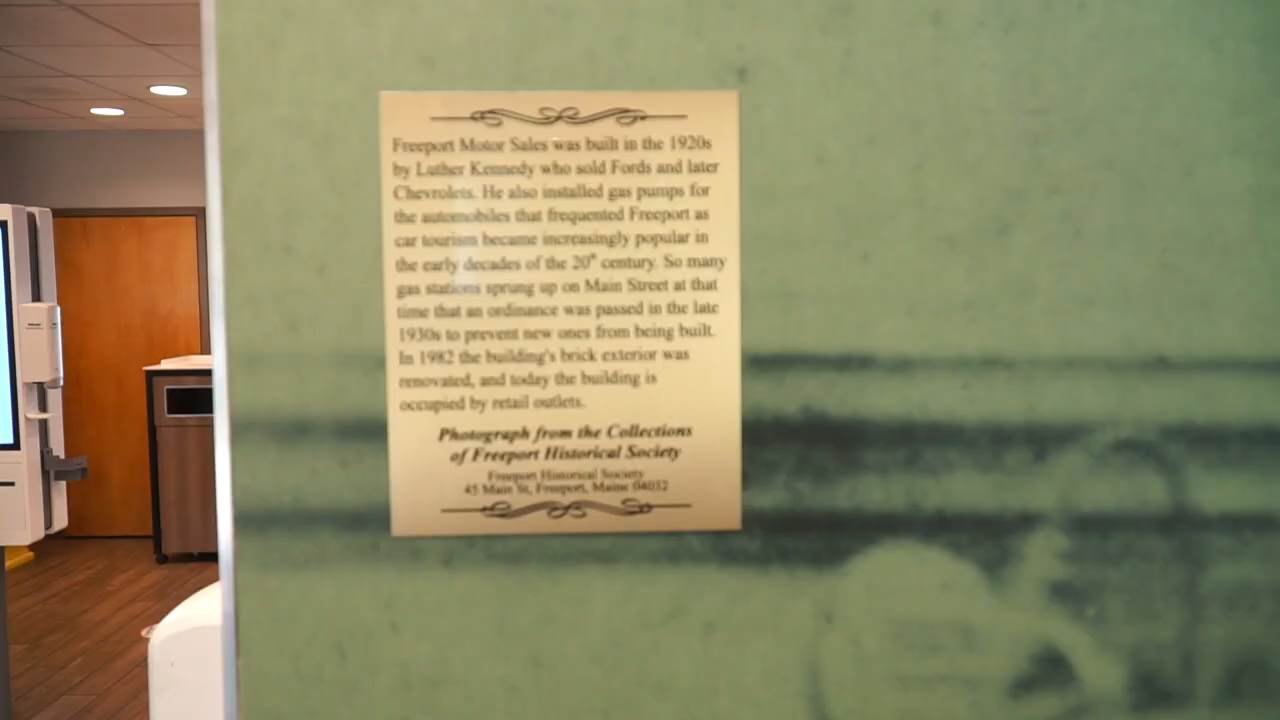 Freeport Motor Sales was built in the 1920s
by Luther Kennedy who sold Fords and later
Chevrolets. He also installed gas pumps for
the automobiles that frequented Freeport as
car tourism became increasingly popular in
the early decades of the 20th century. So many
gas stations sprung up on Main Street at that
time that an ordinance was passed in the late
1930s to prevent new ones from being built.
In 1982 the building's brick exterior was
renovated, and today the building is
occupied by retail outlets.
Photograph from the Collections
of Freeport Historical Society
Freeport Historical Society
45 Main St, Freeport, Maine 04032